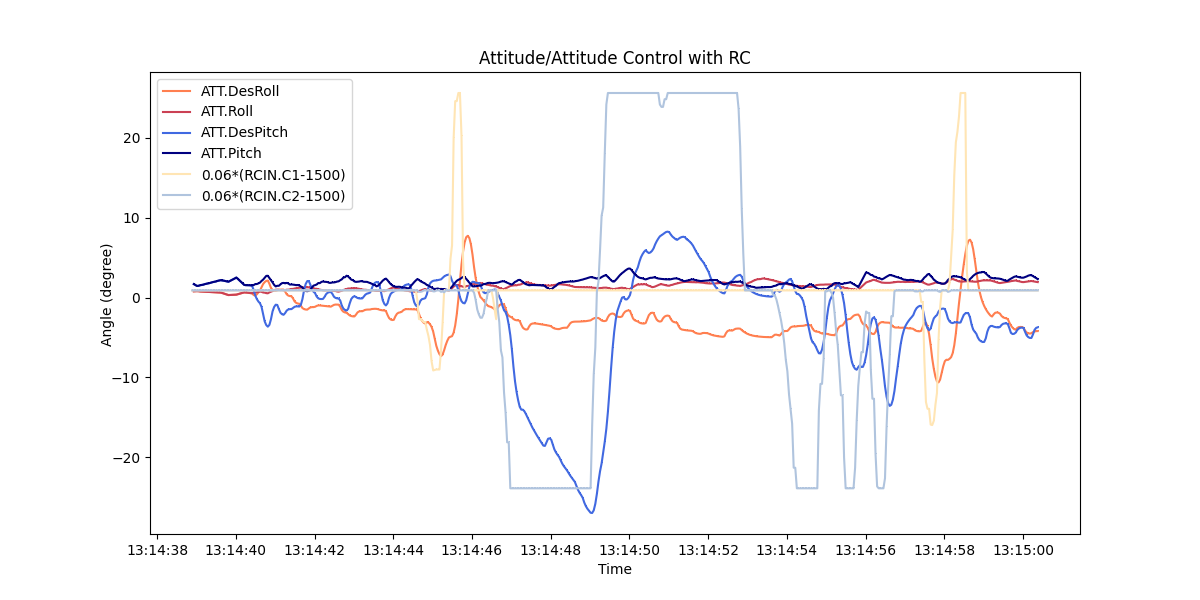 Attitude/Attitude Control with RC
ATT.DesRoll
ATT.Roll
ATT.DesPitch
ATT.Pitch
0.06*(RCIN.C1-1500)
0.06*(RCIN.C2-1500)
Angle (degree)
20
10
0
−10
−20
13:14:38 13:14:40 13:14:42 13:14:44 13:14:46 13:14:48 13:14:50 13:14:52 13:14:54 13:14:56 13:14:58 13:15:00
Time